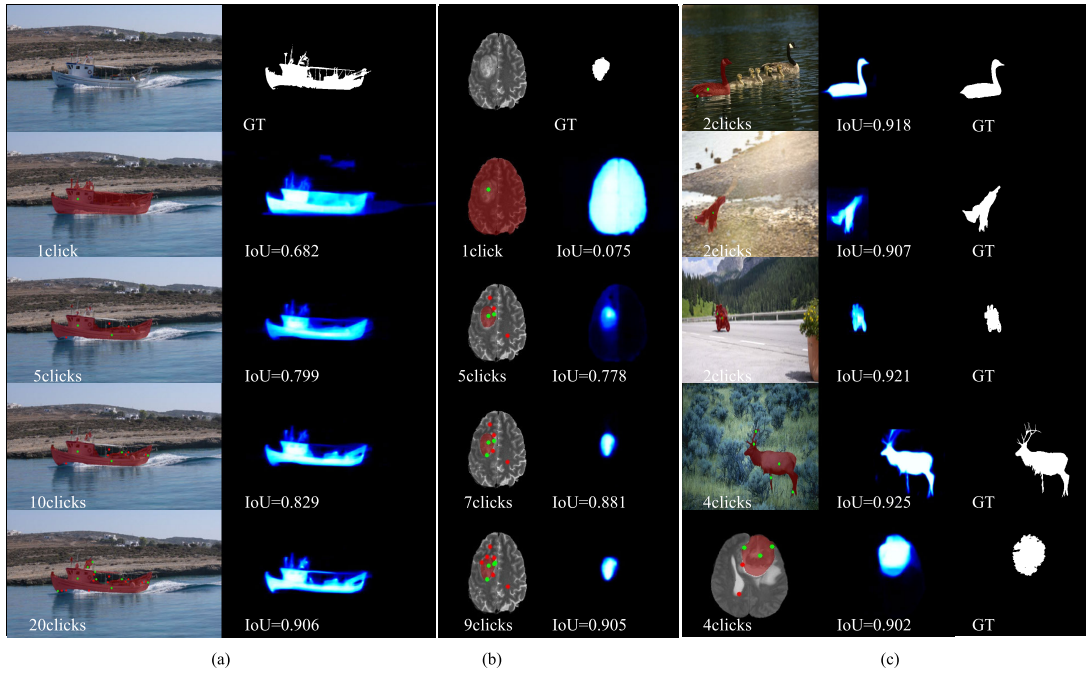 GT
1click
IoU=0.682
5clicks
IoU=0.799
10clicks
IoU=0.829
20clicks
IoU=0.906
(a)
GT
1click
IoU=0.075
5clicks
IoU=0.778
7clicks
IoU=0.881
9clicks
IoU=0.905
(b)
2clicks
IoU=0.918
GT
2clicks
IoU=0.907
GT
2clicks
IoU=0.921
GT
4clicks
IoU=0.925
GT
4clicks
IoU=0.902
GT
(c)